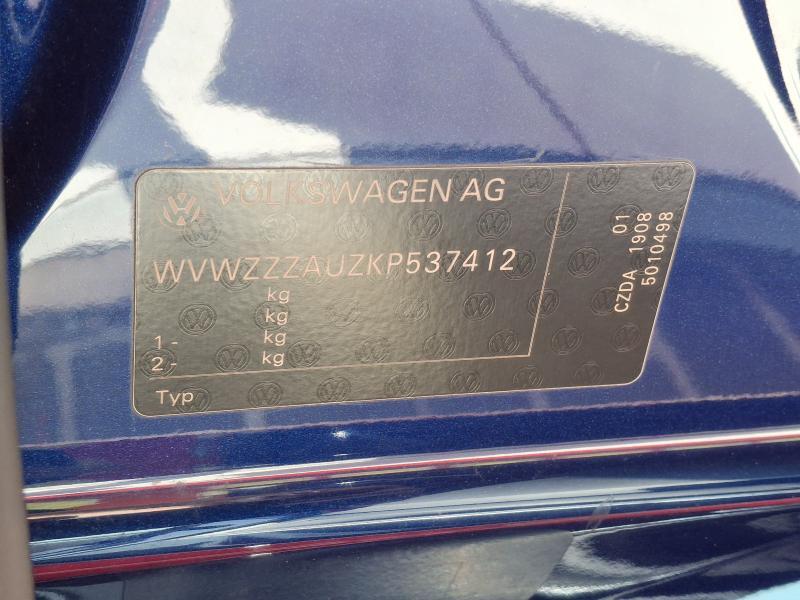 VOLKSWAGEN AG
WVWZZZAUZKP537412
kg
kg
1 - kg
2 - kg
Typ
01
CZDA 1908
5010498